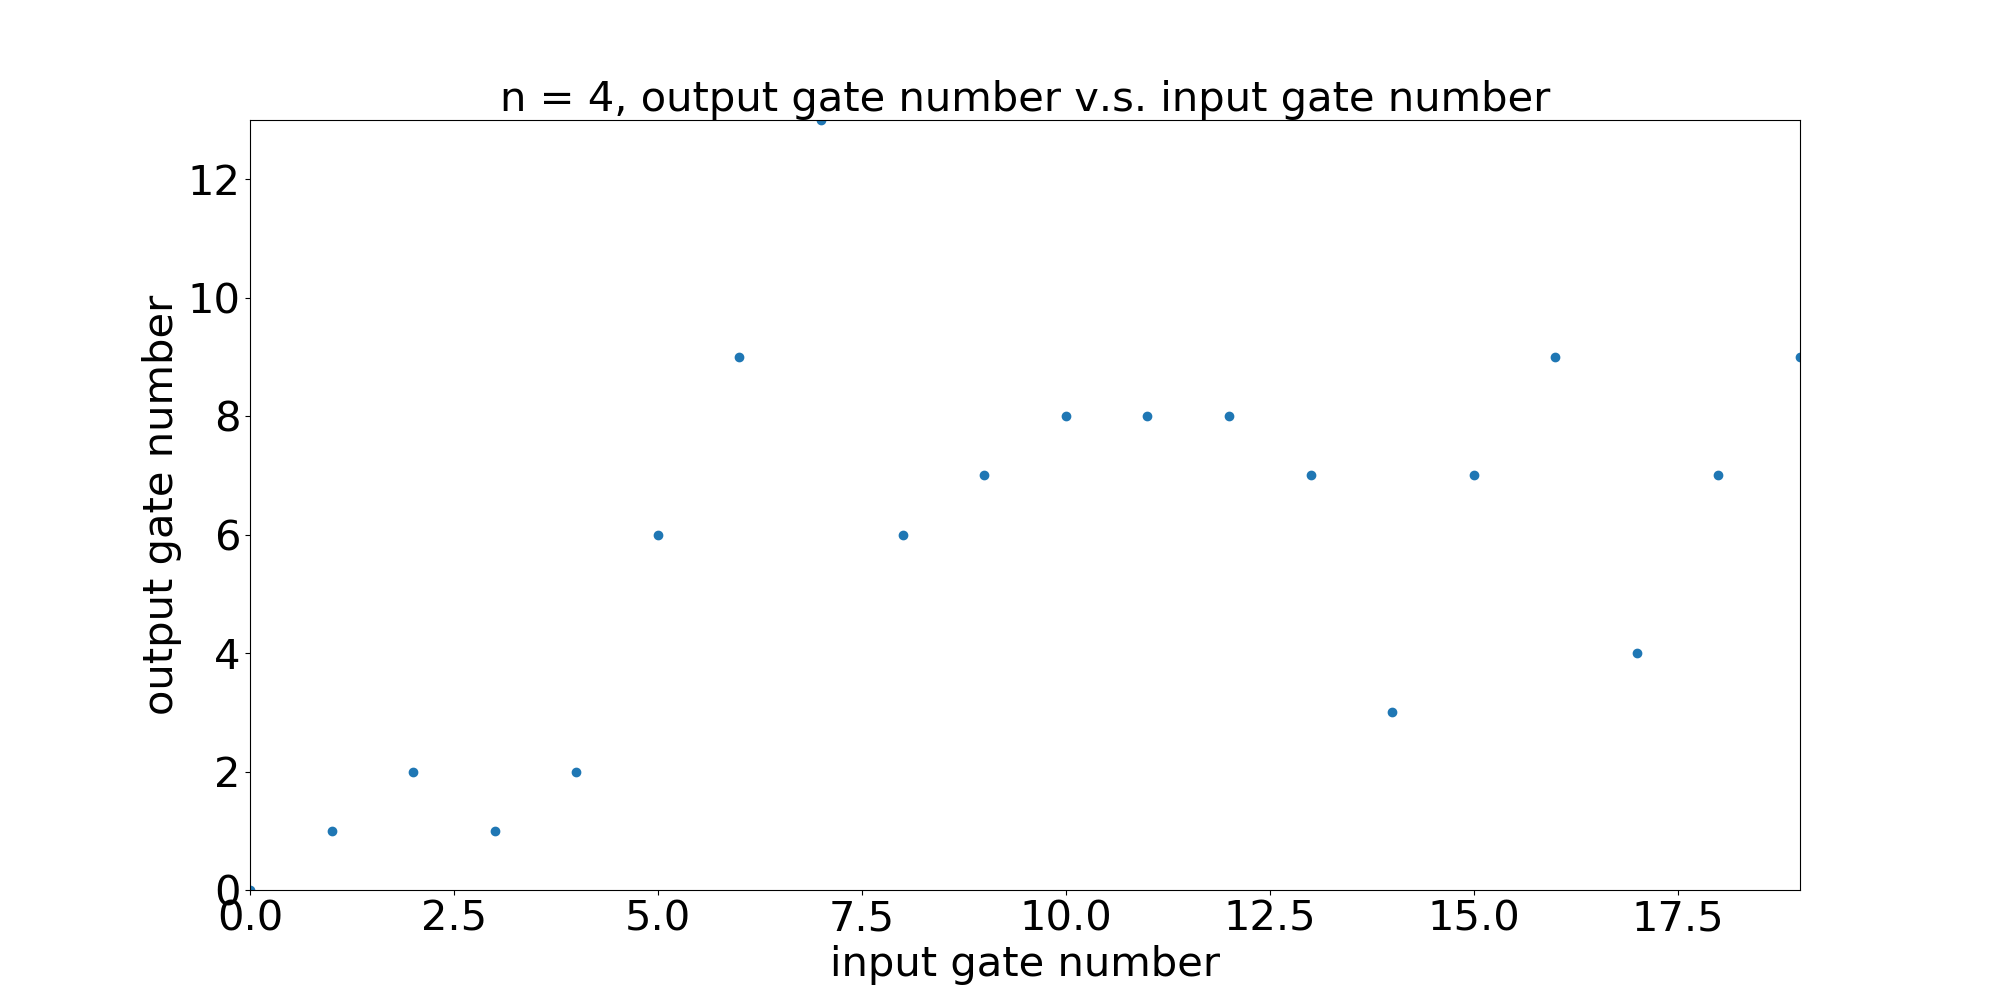 n = 4, output gate number v.s. input gate number
12
10
8
6
4
2
0
output gate number
0.0 2.5 5.0 7.5 10.0 12.5 15.0 17.5
input gate number